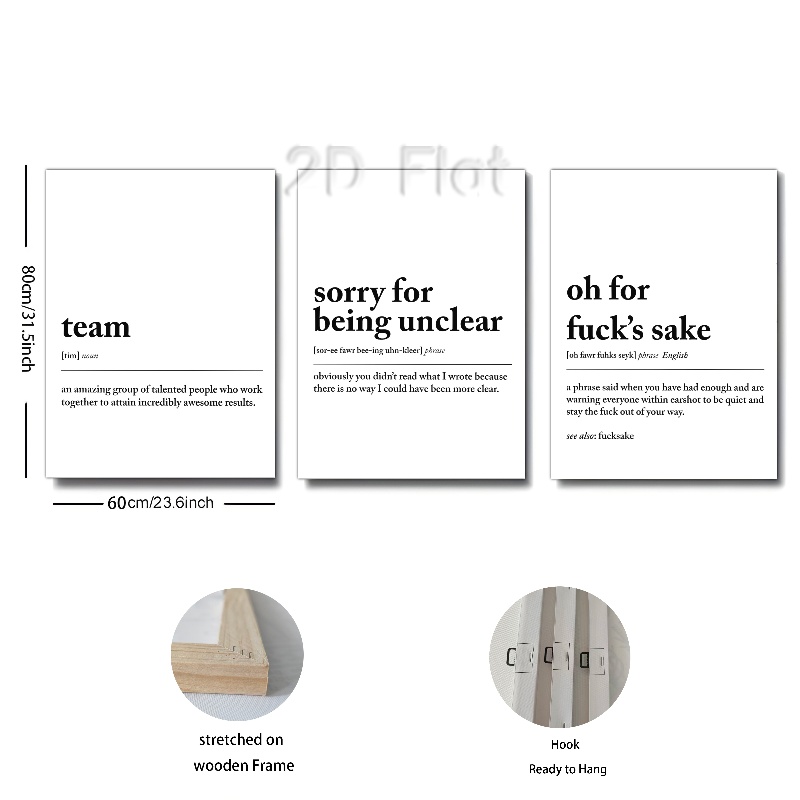 2D Flat
80cm/31.5inch
team
[tim] noun
an amazing group of talented people who work
together to attain incredibly awesome results.
sorry for
being unclear
[sor-ee fawr bee-ing uhn-kleer] phrase
obviously you didn't read what I wrote because
there is no way I could have been more clear.
oh for
fuck's sake
[oh fawr fuhks seyk] phrase English
a phrase said when you have had enough and are
warning everyone within earshot to be quiet and
stay the fuck out of your way.
see also: fucksake
60cm/23.6inch
stretched on
wooden Frame
Hook
Ready to Hang